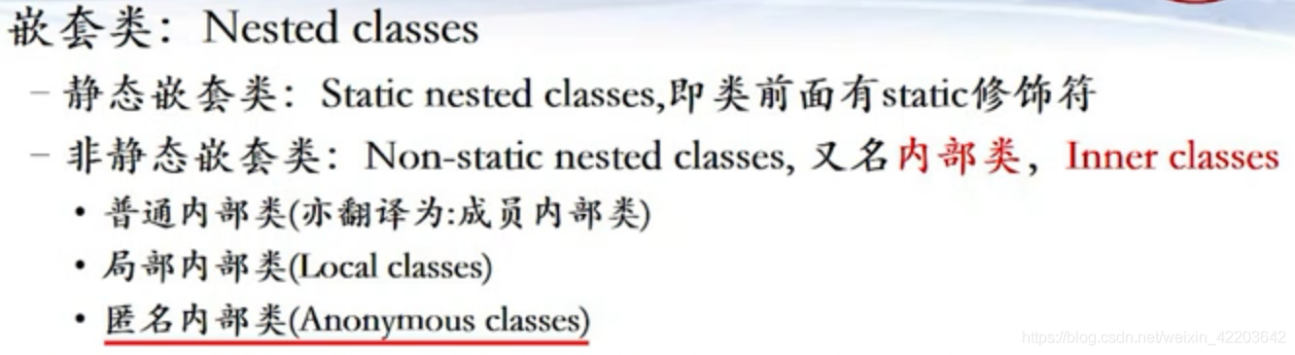 嵌套类：Nested classes
– 静态嵌套类：Static nested classes,即类前面有static修饰符
– 非静态嵌套类：Non-static nested classes, 又名内部类，Inner classes
• 普通内部类(亦翻译为:成员内部类)
• 局部内部类(Local classes)
• 匿名内部类(Anonymous classes)
https://blog.csdn.net/weixin_42203642